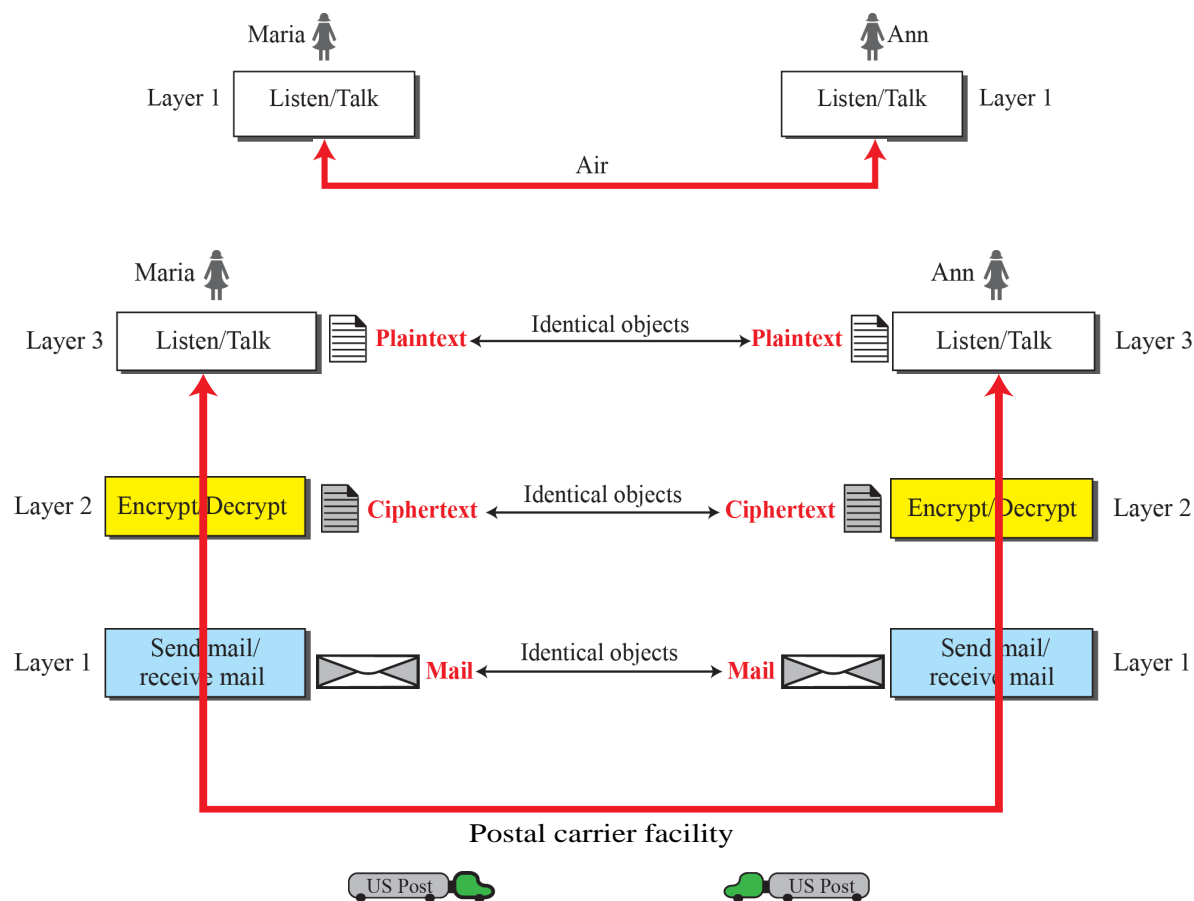 Maria
Ann
Layer 1
Listen/Talk
Listen/Talk
Layer 1
Air
Maria
Ann
Layer 3
Listen/Talk
Plaintext
Identical objects
Plaintext
Listen/Talk
Layer 3
Layer 2
Encrypt/Decrypt
Ciphertext
Identical objects
Ciphertext
Encrypt/Decrypt
Layer 2
Layer 1
Send mail/
receive mail
Mail
Identical objects
Mail
Send mail/
receive mail
Layer 1
Postal carrier facility
US Post
US Post